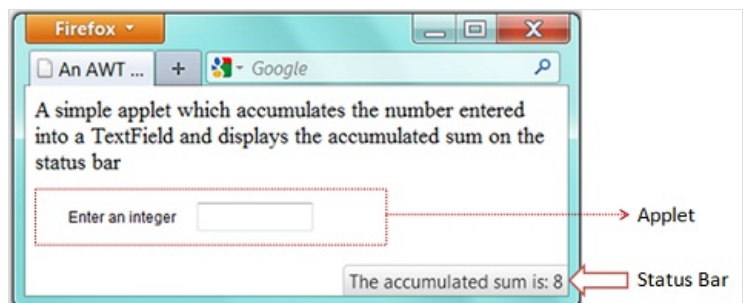 Firefox
An AWT ...
+
Google
A simple applet which accumulates the number entered
into a TextField and displays the accumulated sum on the
status bar
Enter an integer
Applet
The accumulated sum is: 8
Status Bar